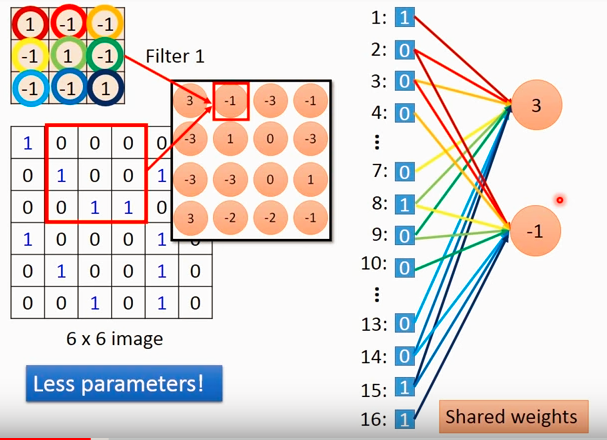 1 -1 -1
-1 1 -1
-1 -1 1
Filter 1
3 -1 -3 -1
-3 1 0 -3
-3 -3 0 1
3 -2 -2 -1
1 0 0 0 0
0 1 0 0 1
0 0 1 1 0
1 0 0 0 1 0
0 1 0 0 1 0
0 0 1 0 1 0
6 x 6 image
Less parameters!
1: 1
2: 0
3: 0
4: 0
⋮
7: 0
8: 1
9: 0
10: 0
⋮
13: 0
14: 0
15: 1
16: 1
3
-1
Shared weights